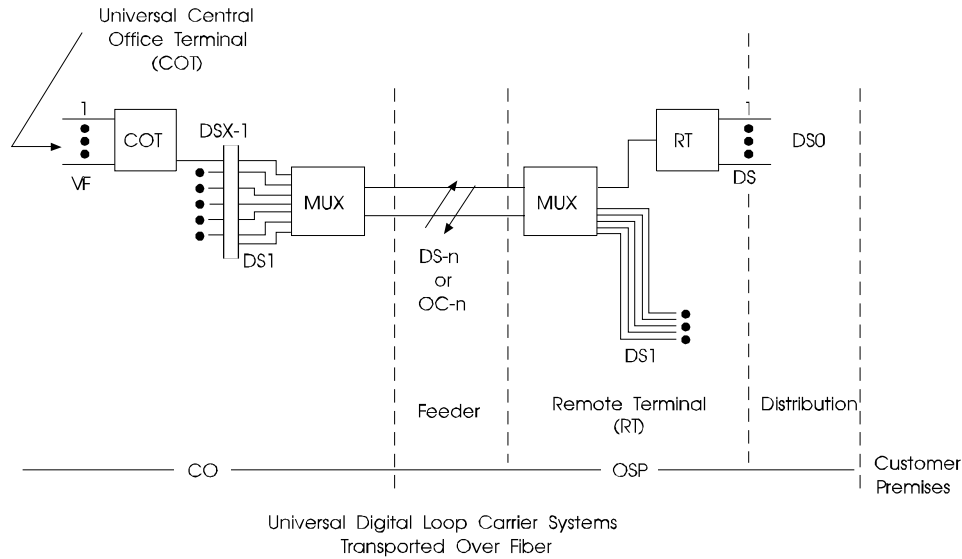 Universal Central
Office Terminal
(COT)
1
VF
COT
DSX-1
DS1
MUX
DS-n
or
OC-n
MUX
DS1
RT
1
DS
DS0
Feeder
Remote Terminal
(RT)
Distribution
CO
OSP
Customer
Premises
Universal Digital Loop Carrier Systems
Transported Over Fiber